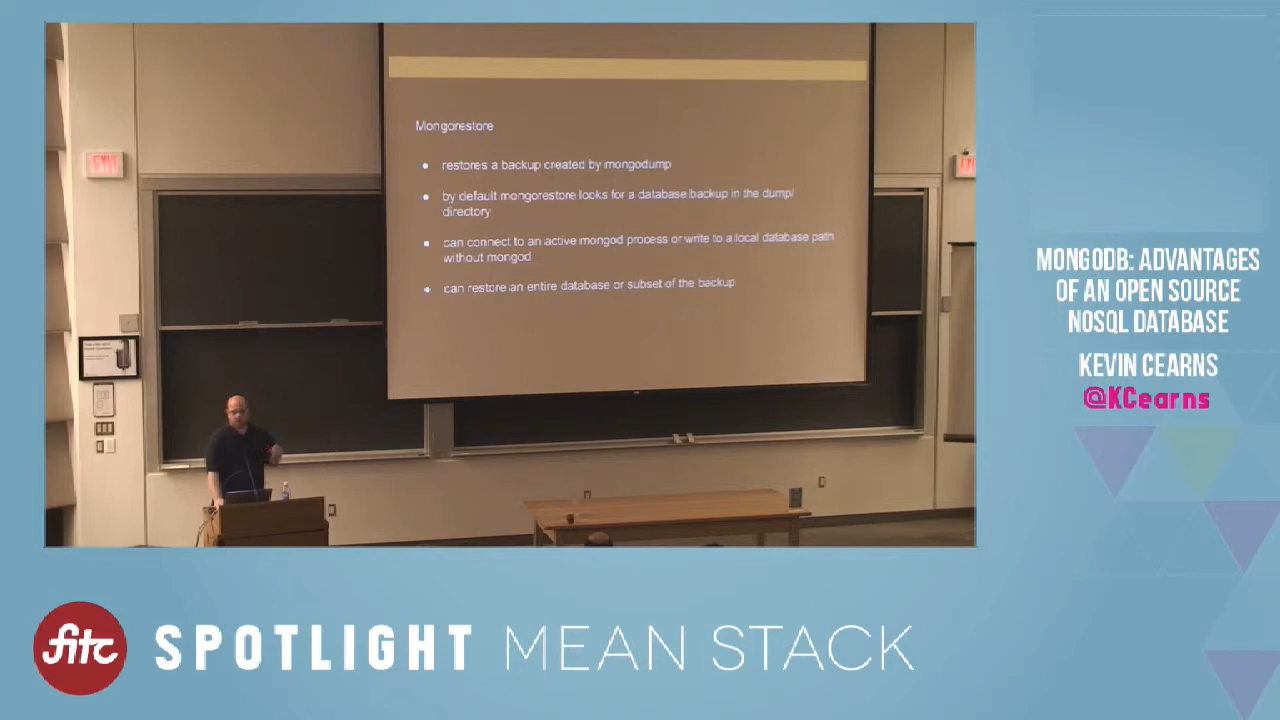 EXIT
EXIT
Mongorestore
restores a backup created by mongodump
by default mongorestore looks for a database backup in the dump/
directory
can connect to an active mongod process or write to a local database path
without mongod
can restore an entire database or subset of the backup
MONGODB: ADVANTAGES
OF AN OPEN SOURCE
NOSQL DATABASE
KEVIN CEARNS
@KCearns
fitc
SPOTLIGHT MEAN STACK